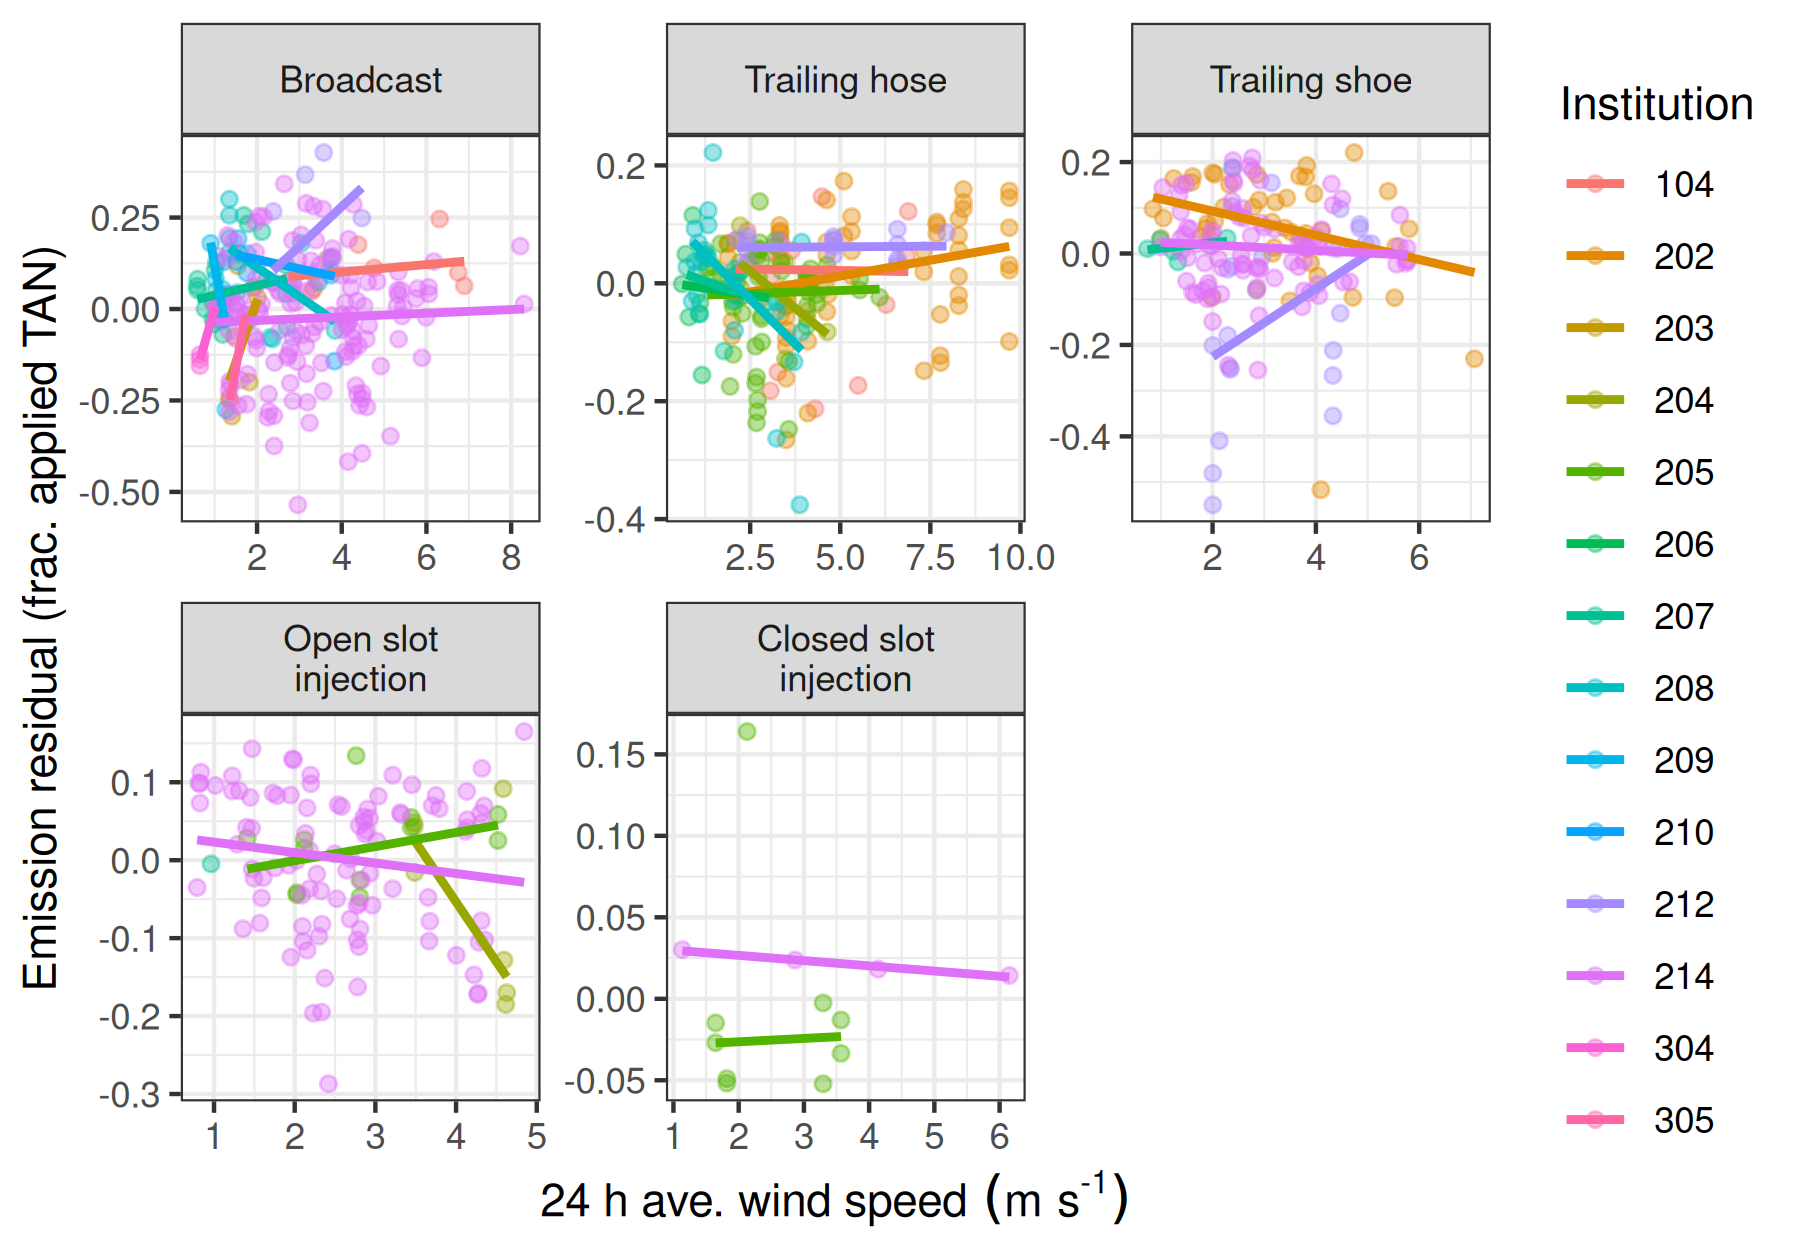 Broadcast
Trailing hose
Trailing shoe
Institution
104
202
203
204
205
206
207
208
209
210
212
214
304
305
0.25
0.00
-0.25
-0.50
2 4 6 8
0.2
0.0
-0.2
-0.4
2.5 5.0 7.5 10.0
0.2
0.0
-0.2
-0.4
2 4 6
Open slot
injection
Closed slot
injection
0.1
0.0
-0.1
-0.2
-0.3
1 2 3 4 5
0.15
0.10
0.05
0.00
-0.05
1 2 3 4 5 6
Emission residual (frac. applied TAN)
24 h ave. wind speed (m s⁻¹)